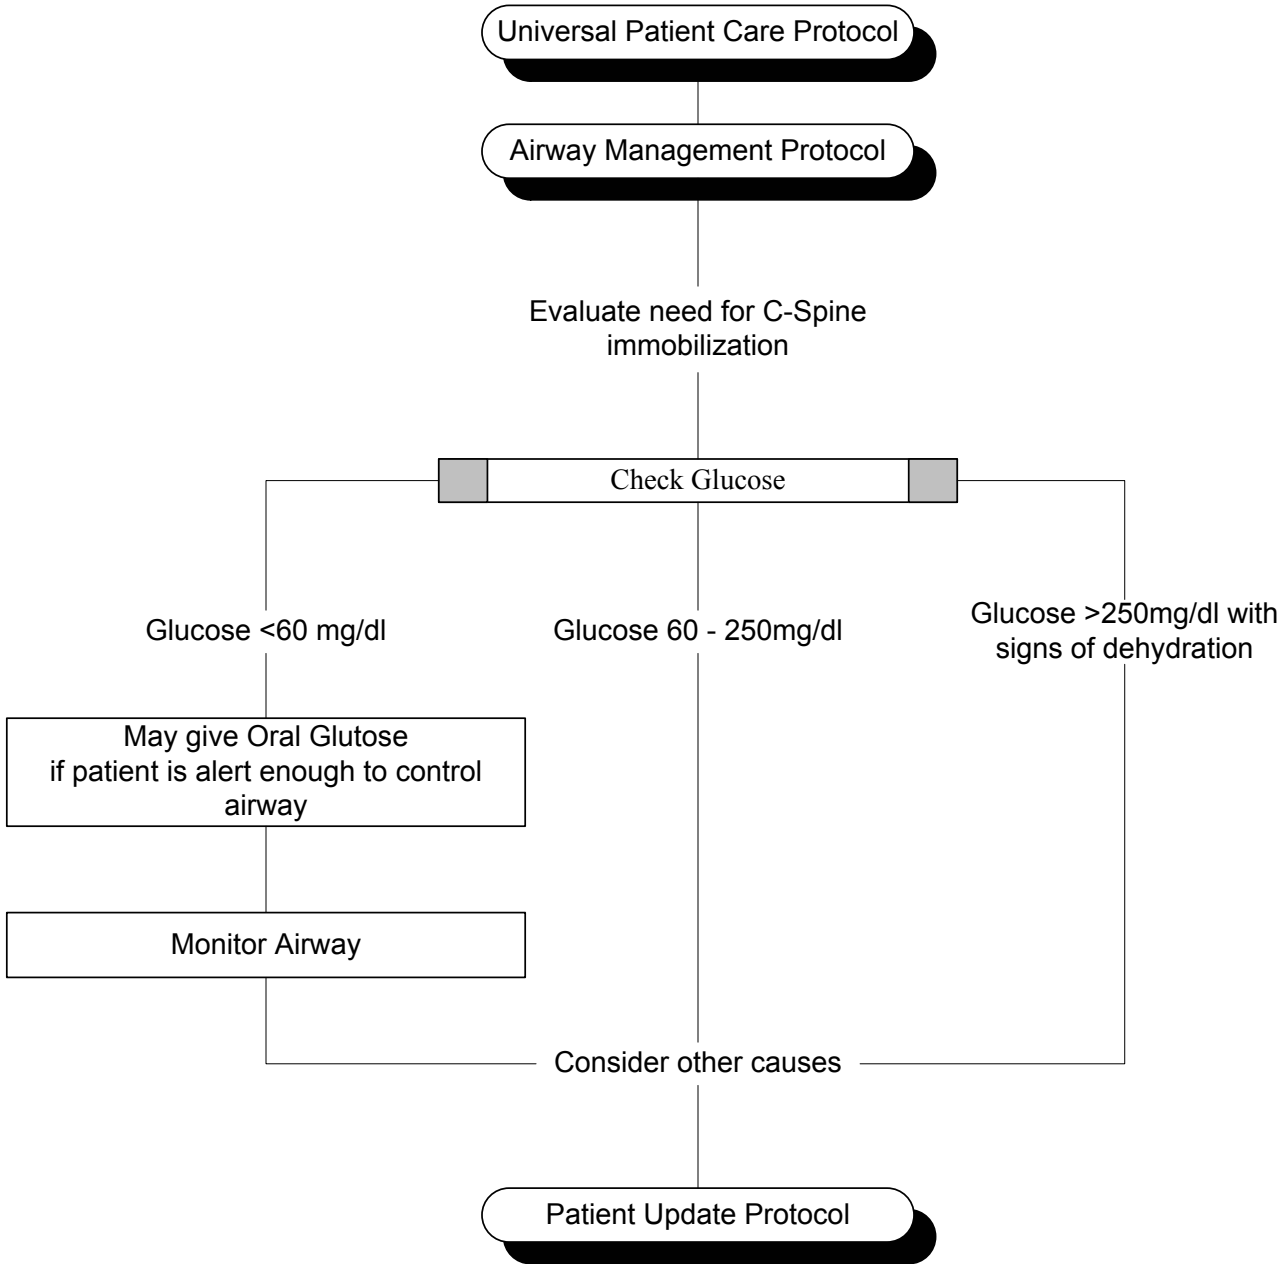 Universal Patient Care Protocol
Airway Management Protocol
Evaluate need for C-Spine
immobilization
Check Glucose
Glucose <60 mg/dl
Glucose 60 - 250mg/dl
Glucose >250mg/dl with
signs of dehydration
May give Oral Glutose
if patient is alert enough to control
airway
Monitor Airway
Consider other causes
Patient Update Protocol